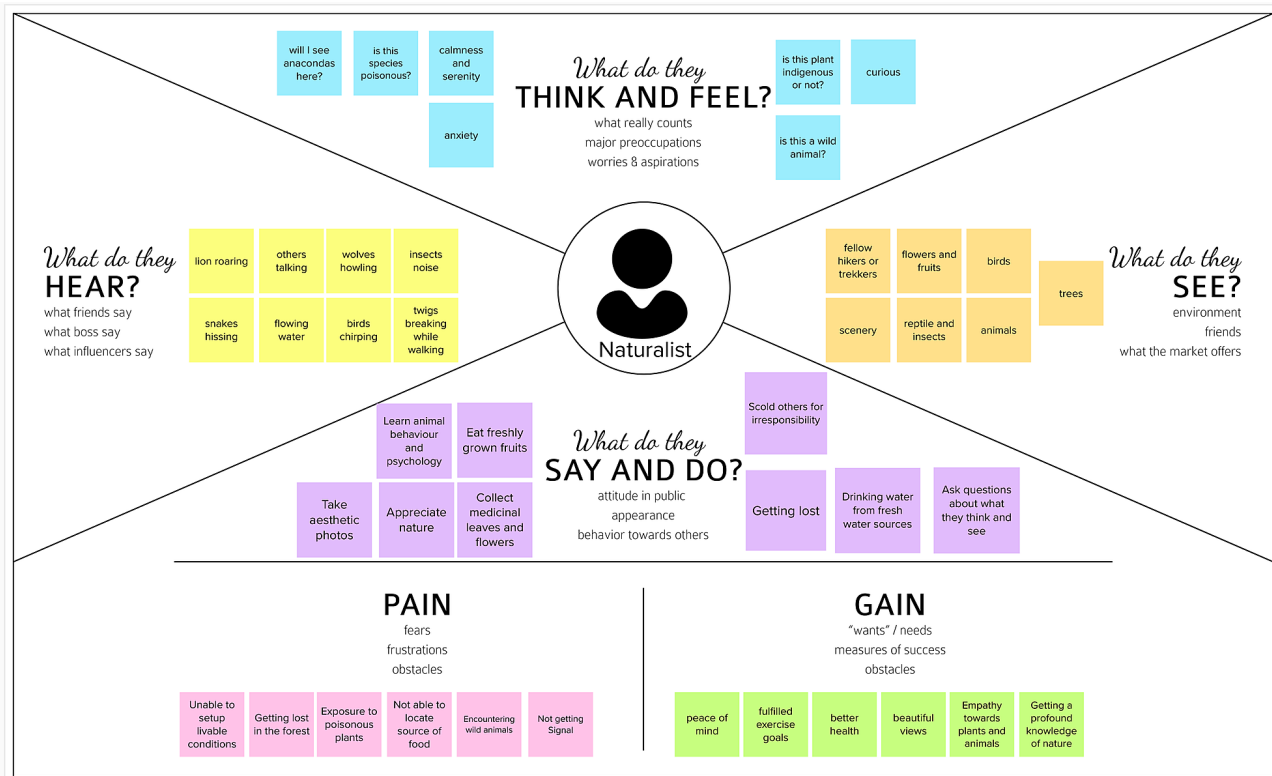 What do they
THINK AND FEEL?
what really counts
major preoccupations
worries & aspirations
will I see
anacondas
here?
is this
species
poisonous?
calmness
and
serenity
anxiety
is this plant
indigenous
or not?
curious
is this a wild
animal?
What do they
HEAR?
what friends say
what boss say
what influencers say
lion roaring
others
talking
wolves
howling
insects
noise
snakes
hissing
flowing
water
birds
chirping
twigs
breaking
while
walking
Naturalist
fellow
hikers or
trekkers
flowers and
fruits
birds
trees
scenery
reptile and
insects
animals
What do they
SEE?
environment
friends
what the market offers
Learn animal
behaviour
and
psychology
Eat freshly
grown fruits
Take
aesthetic
photos
Appreciate
nature
Collect
medicinal
leaves and
flowers
What do they
SAY AND DO?
attitude in public
appearance
behavior towards others
Scold others for
irresponsibility
Getting lost
Drinking water
from fresh
water sources
Ask questions
about what
they think and
see
PAIN
fears
frustrations
obstacles
Unable to
setup
livable
conditions
Getting lost
in the forest
Exposure to
poisonous
plants
Not able to
locate
source of
food
Encountering
wild animals
Not getting
Signal
GAIN
"wants" / needs
measures of success
obstacles
peace of
mind
fulfilled
exercise
goals
better
health
beautiful
views
Empathy
towards
plants and
animals
Getting a
profound
knowledge
of nature